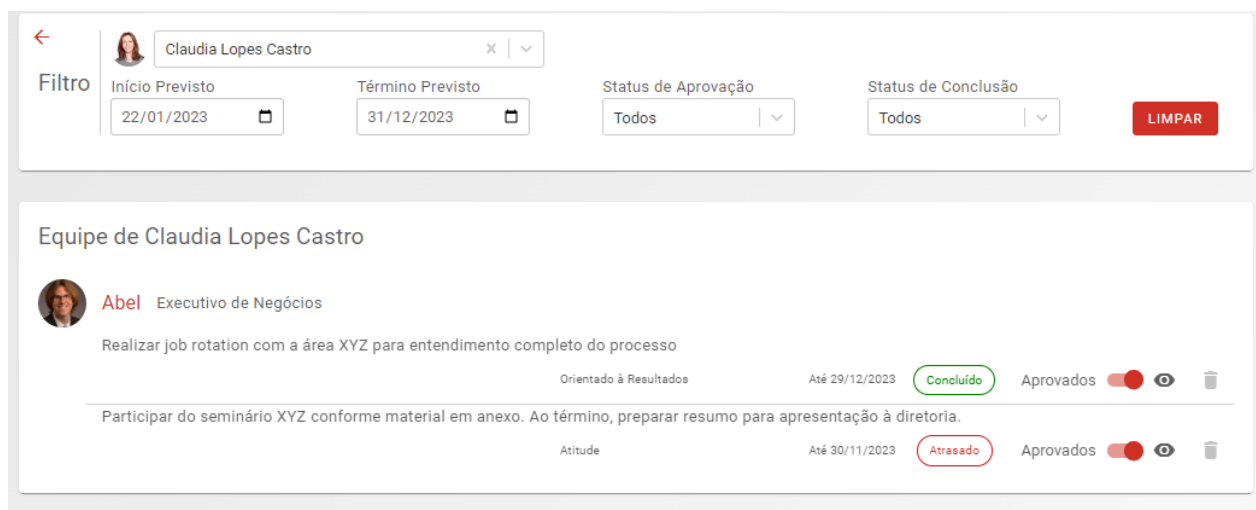 Claudia Lopes Castro
Filtro
Início Previsto Término Previsto Status de Aprovação Status de Conclusão
22/01/2023 31/12/2023 Todos Todos LIMPAR
Equipe de Claudia Lopes Castro
Abel Executivo de Negócios
Realizar job rotation com a área XYZ para entendimento completo do processo
Orientado à Resultados Até 29/12/2023 Concluído Aprovados
Participar do seminário XYZ conforme material em anexo. Ao término, preparar resumo para apresentação à diretoria.
Atitude Até 30/11/2023 Atrasado Aprovados